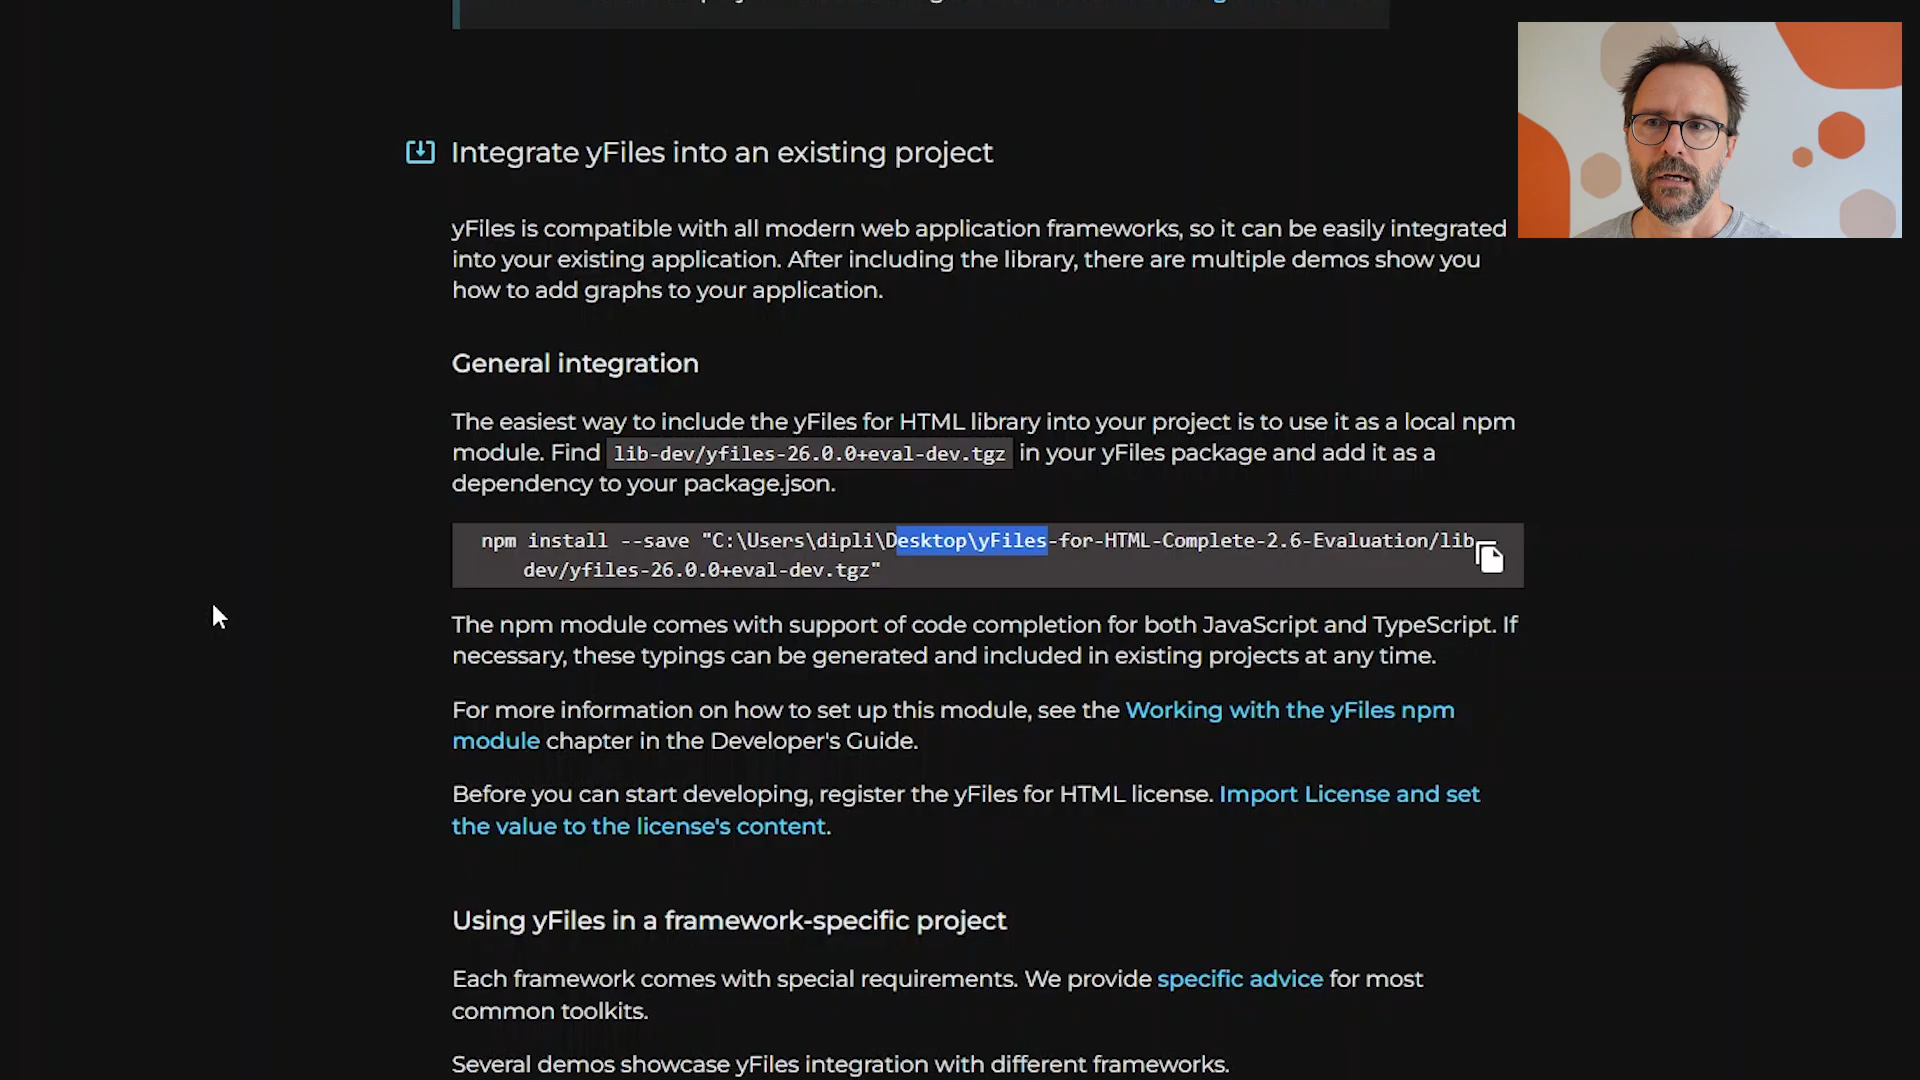 Integrate yFiles into an existing project
yFiles is compatible with all modern web application frameworks, so it can be easily integrated
into your existing application. After including the library, there are multiple demos show you
how to add graphs to your application.
General integration
The easiest way to include the yFiles for HTML library into your project is to use it as a local npm
module. Find lib-dev/yfiles-26.0.0+eval-dev.tgz in your yFiles package and add it as a
dependency to your package.json.
npm install --save "C:\Users\dipli\Desktop\yFiles-for-HTML-Complete-2.6-Evaluation/lib
dev/yfiles-26.0.0+eval-dev.tgz"
The npm module comes with support of code completion for both JavaScript and TypeScript. If
necessary, these typings can be generated and included in existing projects at any time.
For more information on how to set up this module, see the Working with the yFiles npm
module chapter in the Developer's Guide.
Before you can start developing, register the yFiles for HTML license. Import License and set
the value to the license's content.
Using yFiles in a framework-specific project
Each framework comes with special requirements. We provide specific advice for most
common toolkits.
Several demos showcase yFiles integration with different frameworks.